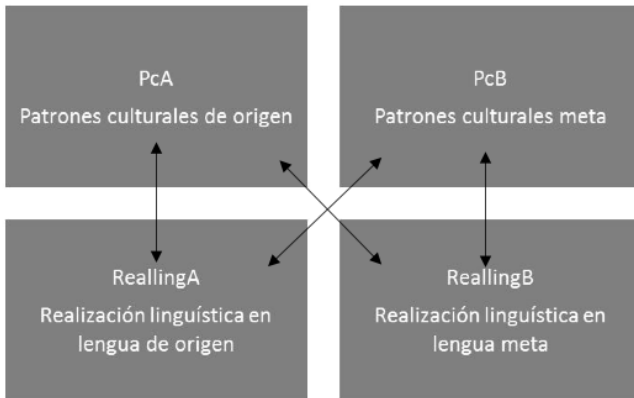 PcA
Patrones culturales de origen
PcB
Patrones culturales meta
ReallingA
Realización linguística en
lengua de origen
ReallingB
Realización linguística en
lengua meta